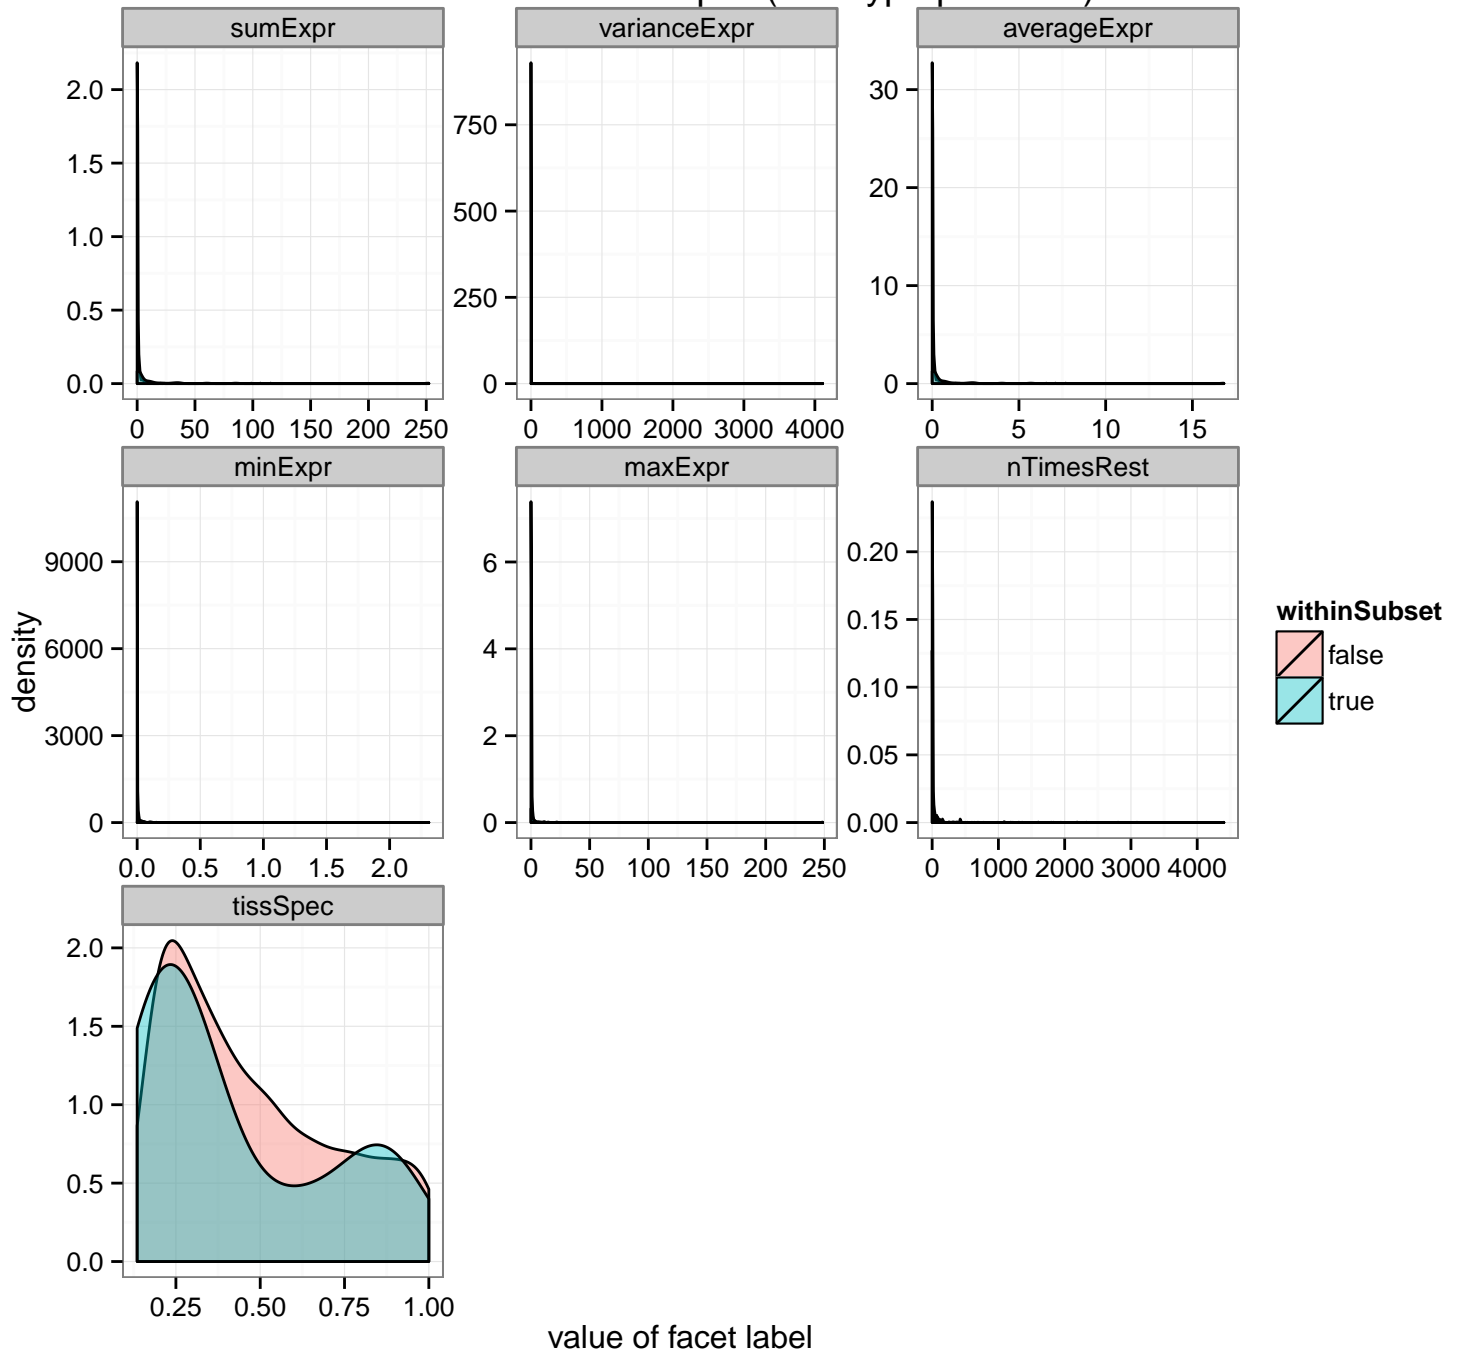 sumExpr varianceExpr averageExpr
2.0
1.5
1.0
0.5
0.0
750
500
250
0
30
20
10
0
0 50 100 150 200 250
0 1000 2000 3000 4000
0 5 10 15
minExpr maxExpr nTimesRest
9000
6000
3000
0
6
4
2
0
0.20
0.15
0.10
0.05
0.00
0.0 0.5 1.0 1.5 2.0
0 50 100 150 200 250
0 1000 2000 3000 4000
density
withinSubset
false
true
tissSpec
2.0
1.5
1.0
0.5
0.0
0.25 0.50 0.75 1.00
value of facet label